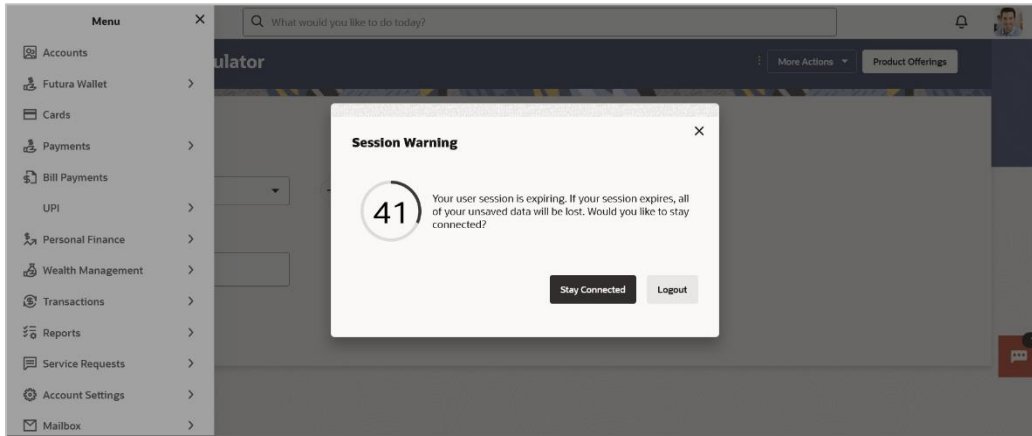 Menu
What would you like to do today?
Accounts
ulator
More Actions
Product Offerings
Futura Wallet
Cards
Session Warning
Payments
Bill Payments
41
Your user session is expiring. If your session expires, all
of your unsaved data will be lost. Would you like to stay
connected?
UPI
Personal Finance
Wealth Management
Stay Connected
Logout
Transactions
Reports
Service Requests
Account Settings
Mailbox